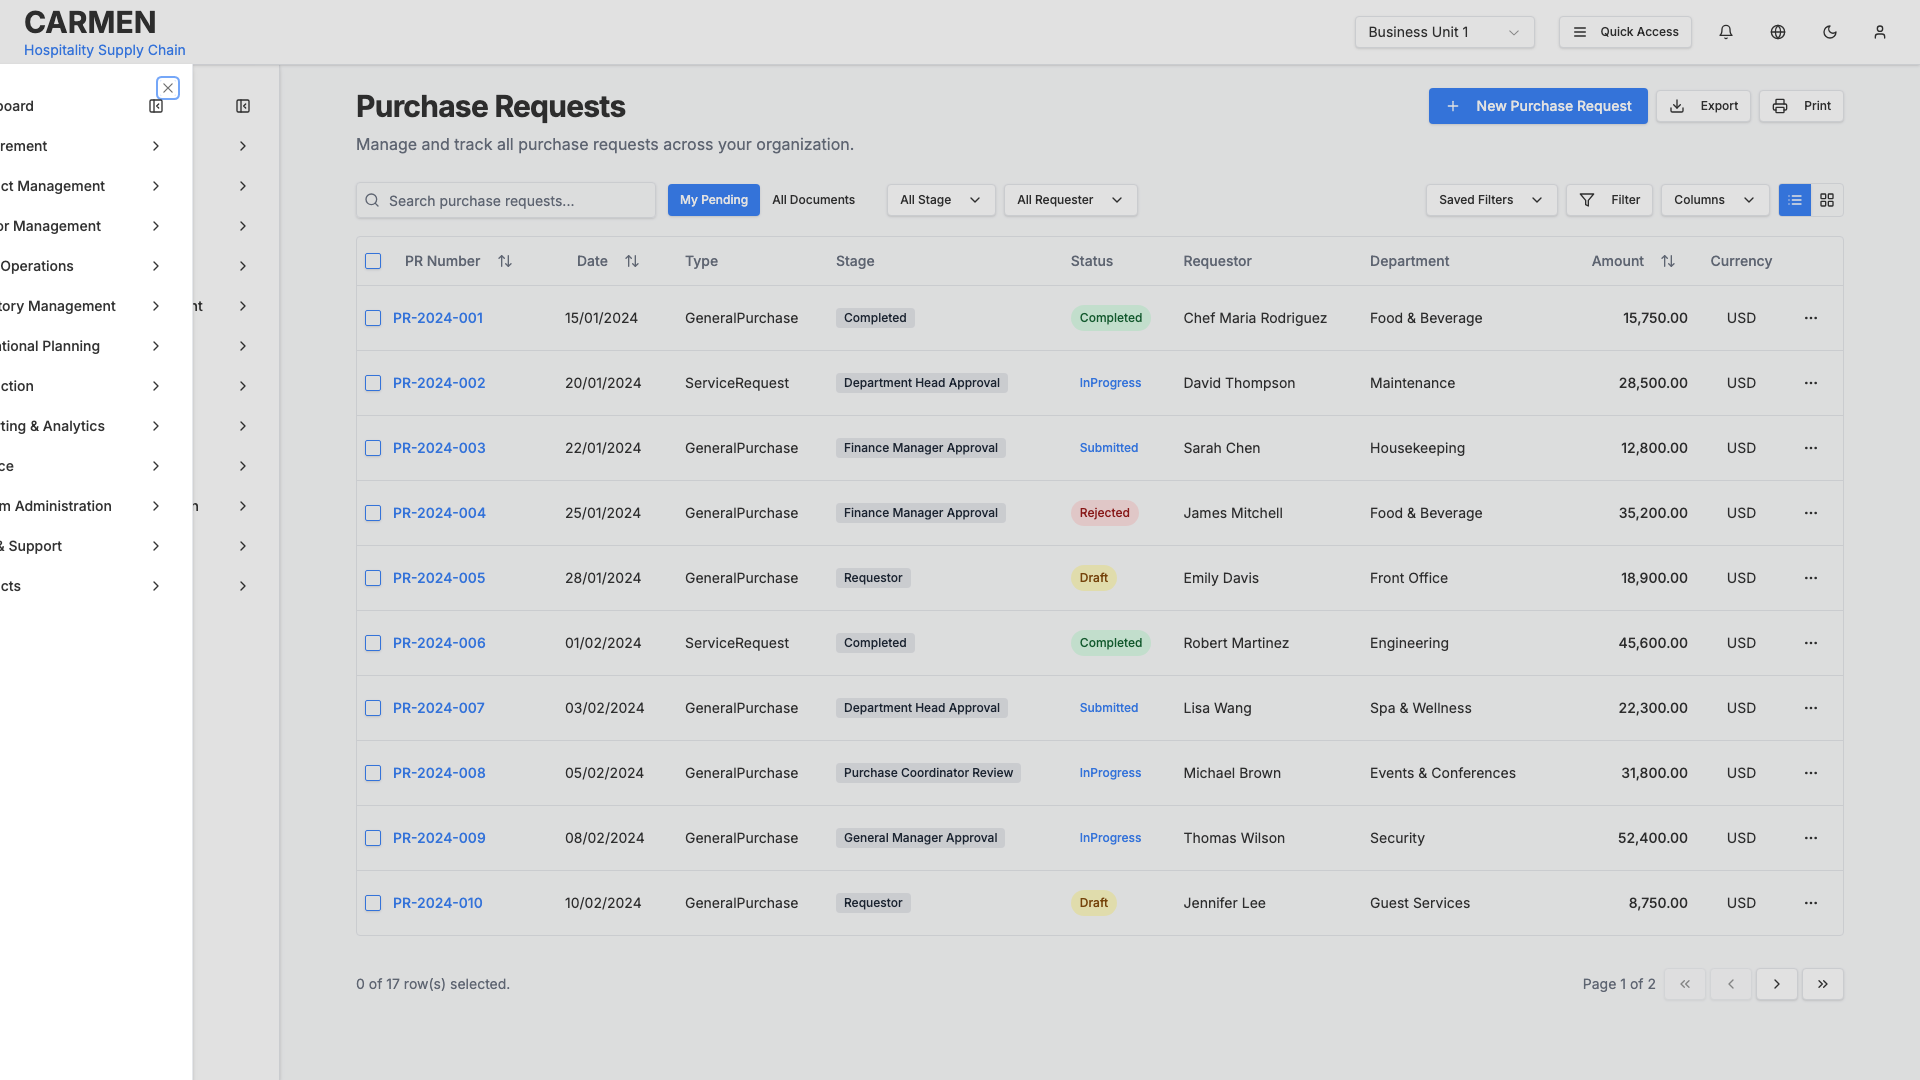 CARMEN
Hospitality Supply Chain
Business Unit 1
Quick Access
board
rement
ct Management
or Management
Operations
tory Management
nt
ational Planning
ction
ting & Analytics
ce
m Administration
n
& Support
cts
Purchase Requests
Manage and track all purchase requests across your organization.
New Purchase Request
Export
Print
Search purchase requests...
My Pending
All Documents
All Stage
All Requester
Saved Filters
Filter
Columns
PR Number Date Type Stage Status Requestor Department Amount Currency
PR-2024-001 15/01/2024 GeneralPurchase Completed Completed Chef Maria Rodriguez Food & Beverage 15,750.00 USD
PR-2024-002 20/01/2024 ServiceRequest Department Head Approval InProgress David Thompson Maintenance 28,500.00 USD
PR-2024-003 22/01/2024 GeneralPurchase Finance Manager Approval Submitted Sarah Chen Housekeeping 12,800.00 USD
PR-2024-004 25/01/2024 GeneralPurchase Finance Manager Approval Rejected James Mitchell Food & Beverage 35,200.00 USD
PR-2024-005 28/01/2024 GeneralPurchase Requestor Draft Emily Davis Front Office 18,900.00 USD
PR-2024-006 01/02/2024 ServiceRequest Completed Completed Robert Martinez Engineering 45,600.00 USD
PR-2024-007 03/02/2024 GeneralPurchase Department Head Approval Submitted Lisa Wang Spa & Wellness 22,300.00 USD
PR-2024-008 05/02/2024 GeneralPurchase Purchase Coordinator Review InProgress Michael Brown Events & Conferences 31,800.00 USD
PR-2024-009 08/02/2024 GeneralPurchase General Manager Approval InProgress Thomas Wilson Security 52,400.00 USD
PR-2024-010 10/02/2024 GeneralPurchase Requestor Draft Jennifer Lee Guest Services 8,750.00 USD
0 of 17 row(s) selected.
Page 1 of 2